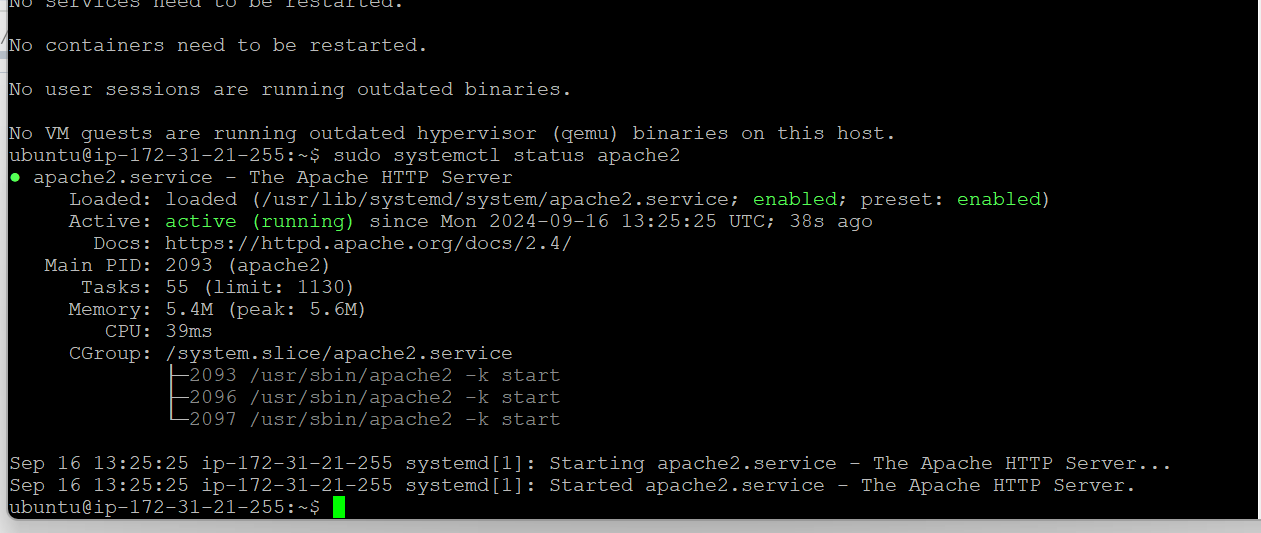 No services need to be restarted.
No containers need to be restarted.
No user sessions are running outdated binaries.
No VM guests are running outdated hypervisor (qemu) binaries on this host.
ubuntu@ip-172-31-21-255:~$ sudo systemctl status apache2
● apache2.service - The Apache HTTP Server
     Loaded: loaded (/usr/lib/systemd/system/apache2.service; enabled; preset: enabled)
     Active: active (running) since Mon 2024-09-16 13:25:25 UTC; 38s ago
       Docs: https://httpd.apache.org/docs/2.4/
   Main PID: 2093 (apache2)
      Tasks: 55 (limit: 1130)
     Memory: 5.4M (peak: 5.6M)
        CPU: 39ms
     CGroup: /system.slice/apache2.service
             ├─2093 /usr/sbin/apache2 -k start
             ├─2096 /usr/sbin/apache2 -k start
             └─2097 /usr/sbin/apache2 -k start
Sep 16 13:25:25 ip-172-31-21-255 systemd[1]: Starting apache2.service - The Apache HTTP Server...
Sep 16 13:25:25 ip-172-31-21-255 systemd[1]: Started apache2.service - The Apache HTTP Server.
ubuntu@ip-172-31-21-255:~$